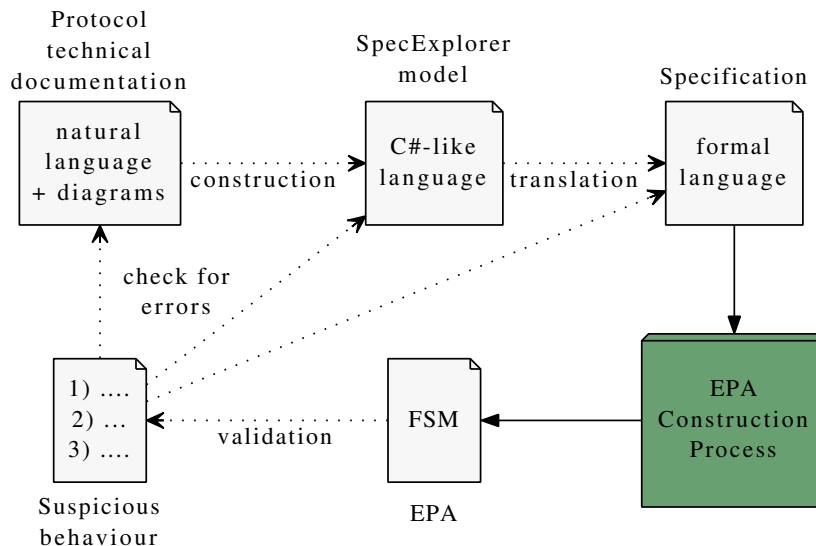 Protocol
technical
documentation
natural
language
+ diagrams
construction
SpecExplorer
model
C#-like
language
translation
Specification
formal
language
check for
errors
1) ....
2) ...
3) ....
Suspicious
behaviour
validation
FSM
EPA
EPA
Construction
Process